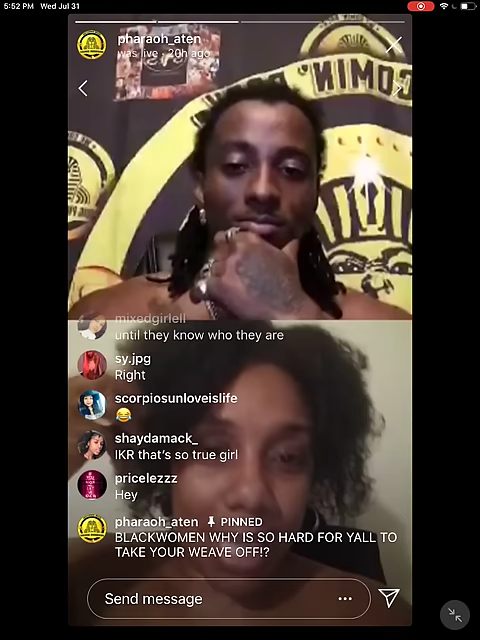 5:52 PM Wed Jul 31
pharaoh_aten
was live · 20h ago
COMIN'
COMIN'
mixedgirlell
until they know who they are
sy.jpg
Right
scorpiosunloveislife
😂
shaydamack_
IKR that's so true girl
pricelezzz
Hey
pharaoh_aten PINNED
BLACKWOMEN WHY IS SO HARD FOR YALL TO
TAKE YOUR WEAVE OFF!?
Send message